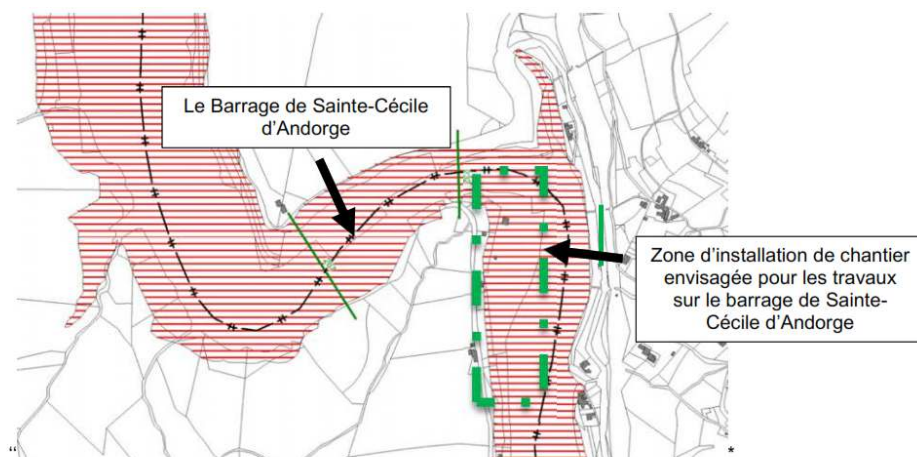 Le Barrage de Sainte-Cécile
d’Andorge
Zone d’installation de chantier
envisagée pour les travaux
sur le barrage de Sainte-
Cécile d’Andorge
“
*